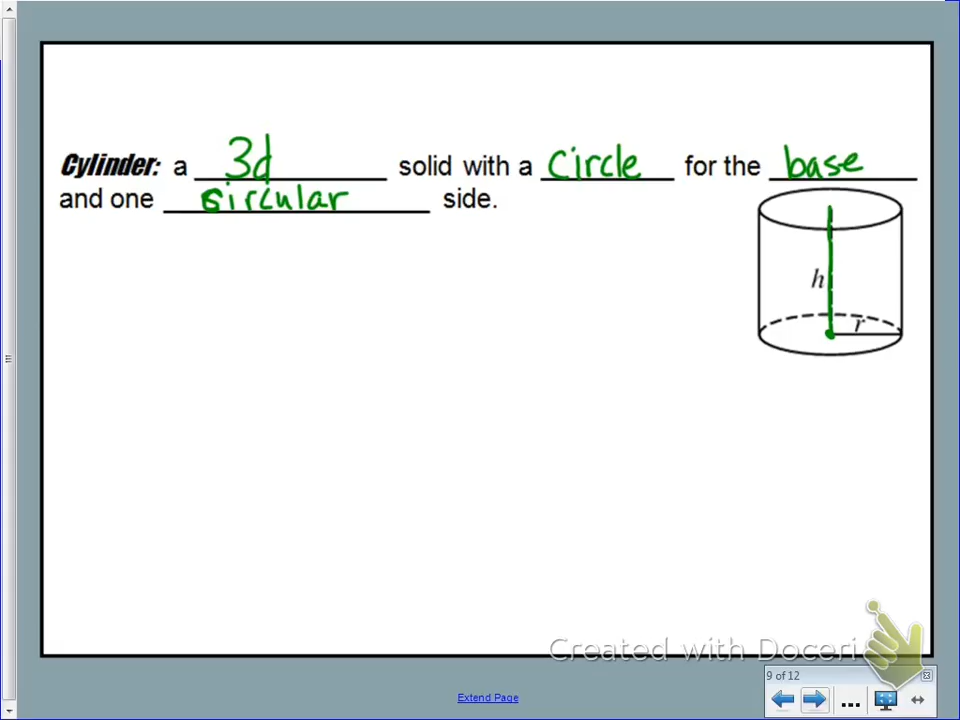 Cylinder: a 3d solid with a circle for the base
and one circular side.
h
r
Created with Doceri
9 of 12
Extend Page